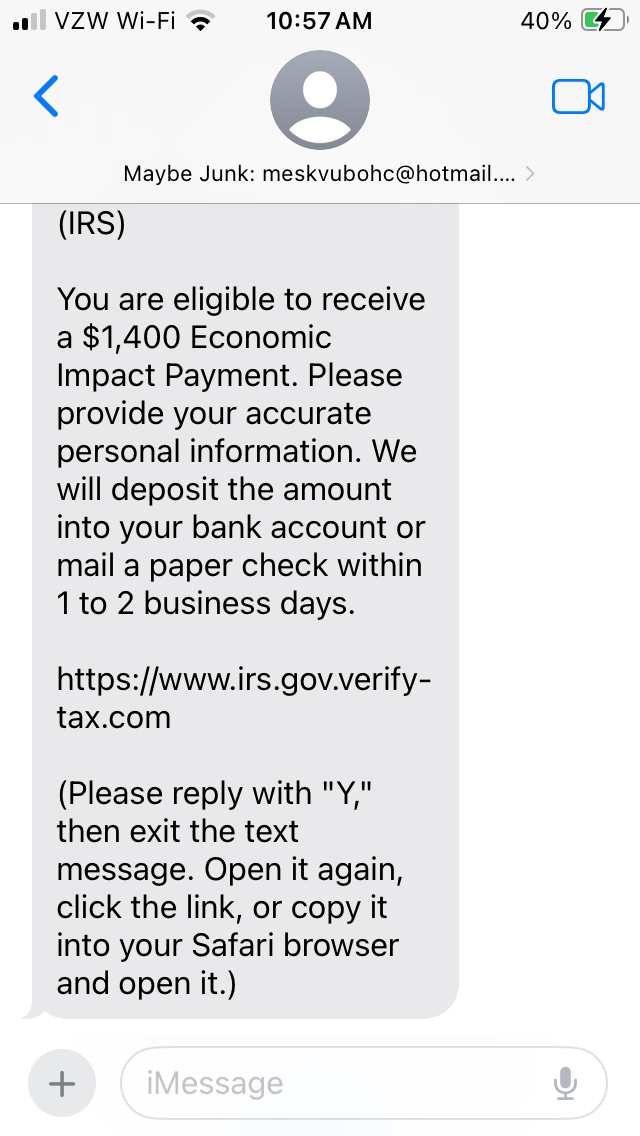 VZW Wi-Fi 10:57 AM 40%
Maybe Junk: meskvubohc@hotmail....
(IRS)
You are eligible to receive
a $1,400 Economic
Impact Payment. Please
provide your accurate
personal information. We
will deposit the amount
into your bank account or
mail a paper check within
1 to 2 business days.
https://www.irs.gov.verify-
tax.com
(Please reply with "Y,"
then exit the text
message. Open it again,
click the link, or copy it
into your Safari browser
and open it.)
iMessage